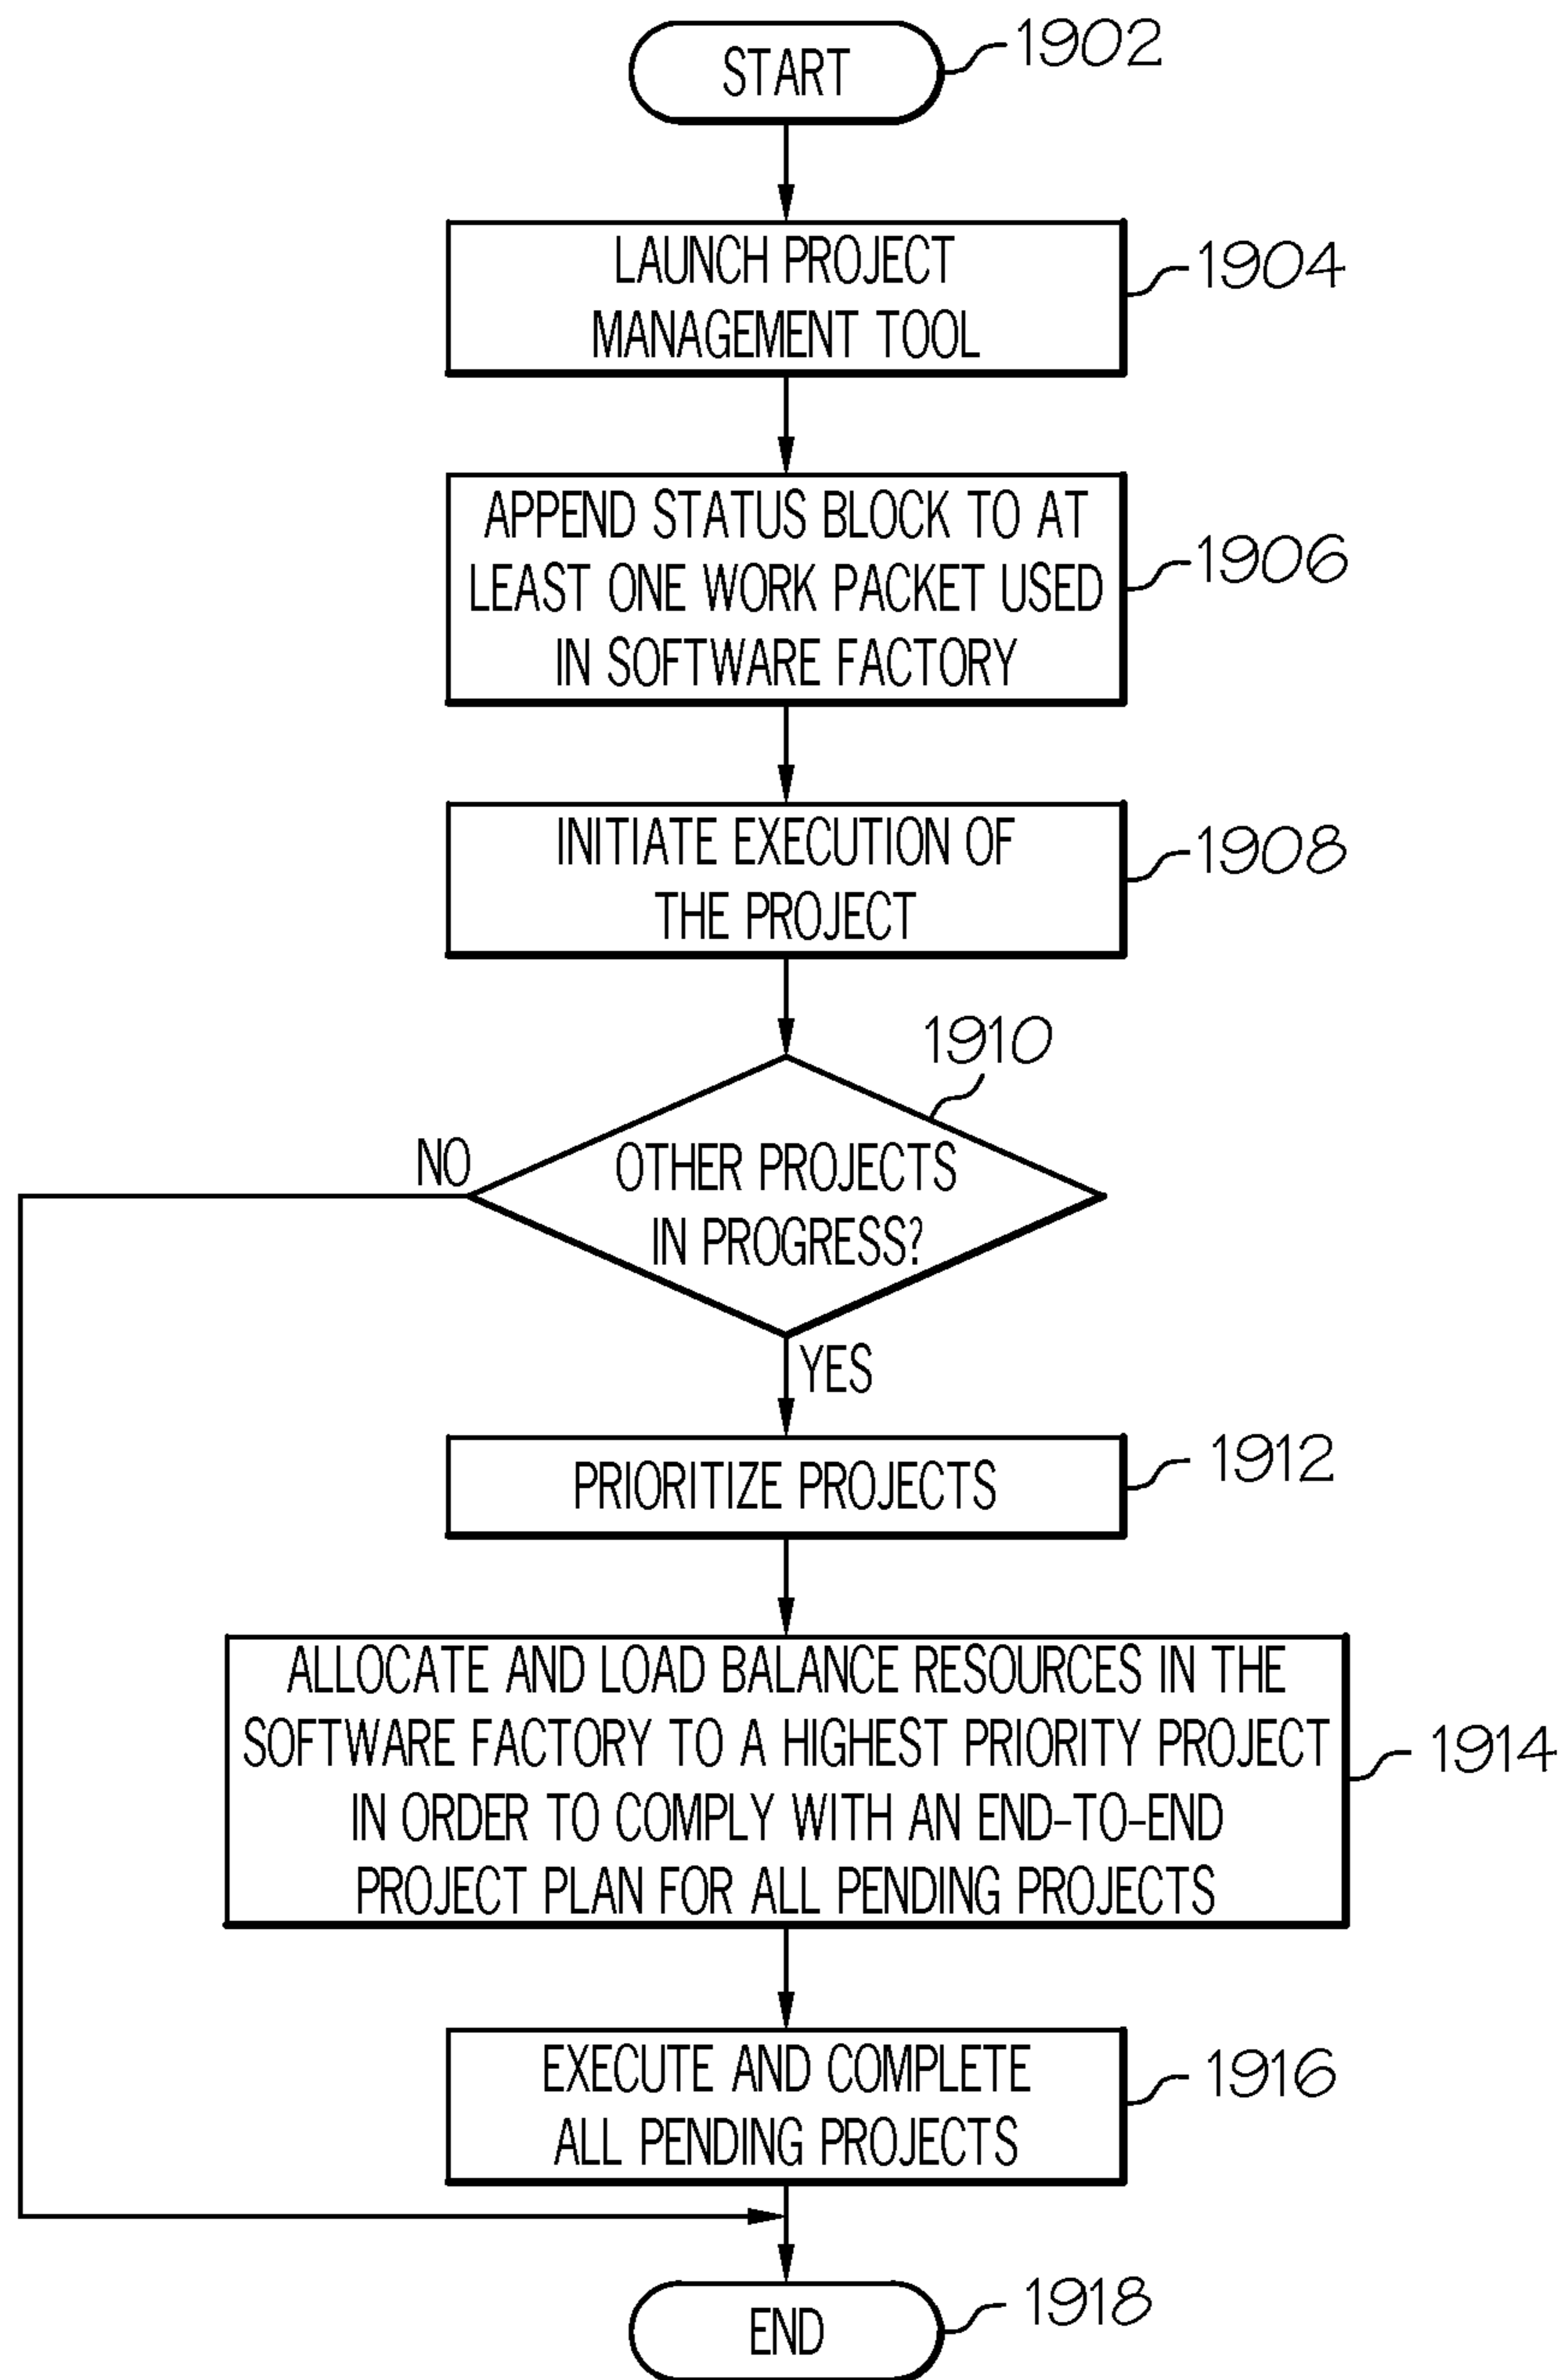 START
1902
LAUNCH PROJECT
MANAGEMENT TOOL
1904
APPEND STATUS BLOCK TO AT
LEAST ONE WORK PACKET USED
IN SOFTWARE FACTORY
1906
INITIATE EXECUTION OF
THE PROJECT
1908
1910
OTHER PROJECTS
IN PROGRESS?
NO
YES
PRIORITIZE PROJECTS
1912
ALLOCATE AND LOAD BALANCE RESOURCES IN THE
SOFTWARE FACTORY TO A HIGHEST PRIORITY PROJECT
IN ORDER TO COMPLY WITH AN END-TO-END
PROJECT PLAN FOR ALL PENDING PROJECTS
1914
EXECUTE AND COMPLETE
ALL PENDING PROJECTS
1916
END
1918